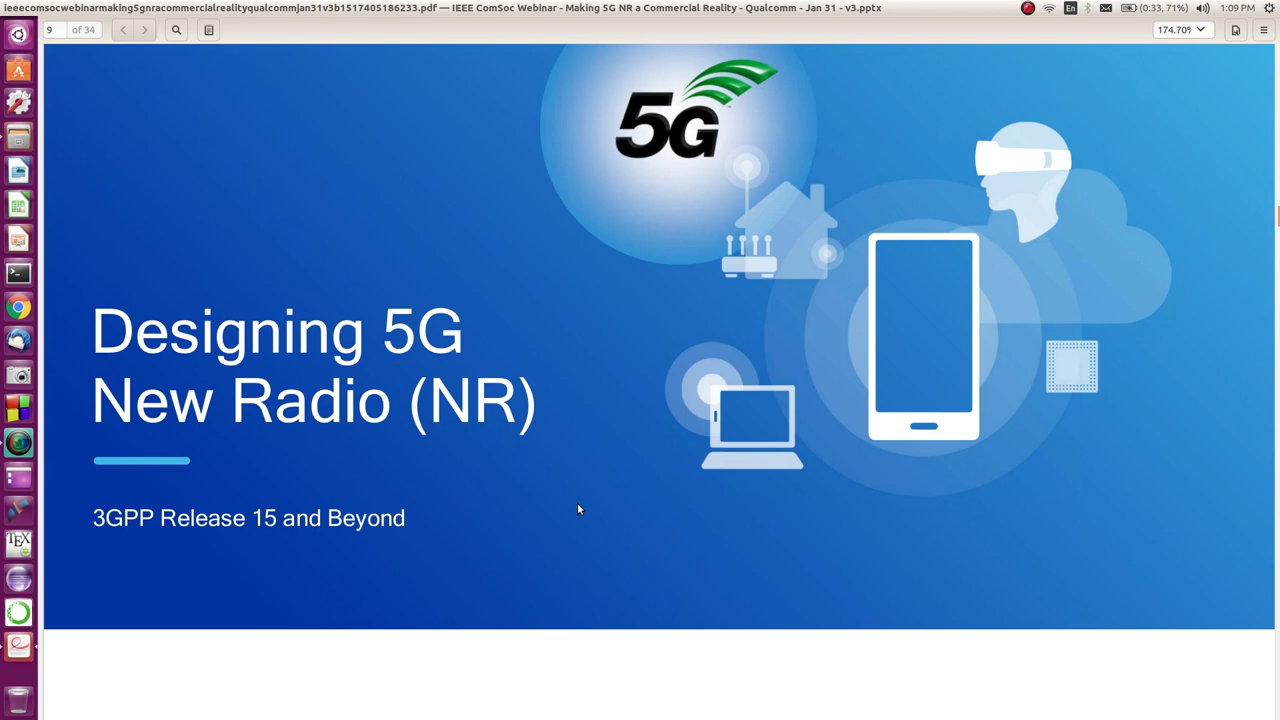 ieeecomsocwebinarmaking5gnracommercialrealityqualcommjan31v3b1517405186233.pdf — IEEE ComSoc Webinar - Making 5G NR a Commercial Reality - Qualcomm - Jan 31 - v3.pptx
En
(0:33, 71%)
1:09 PM
9 of 34
174.70%
5G
Designing 5G
New Radio (NR)
3GPP Release 15 and Beyond
TEX